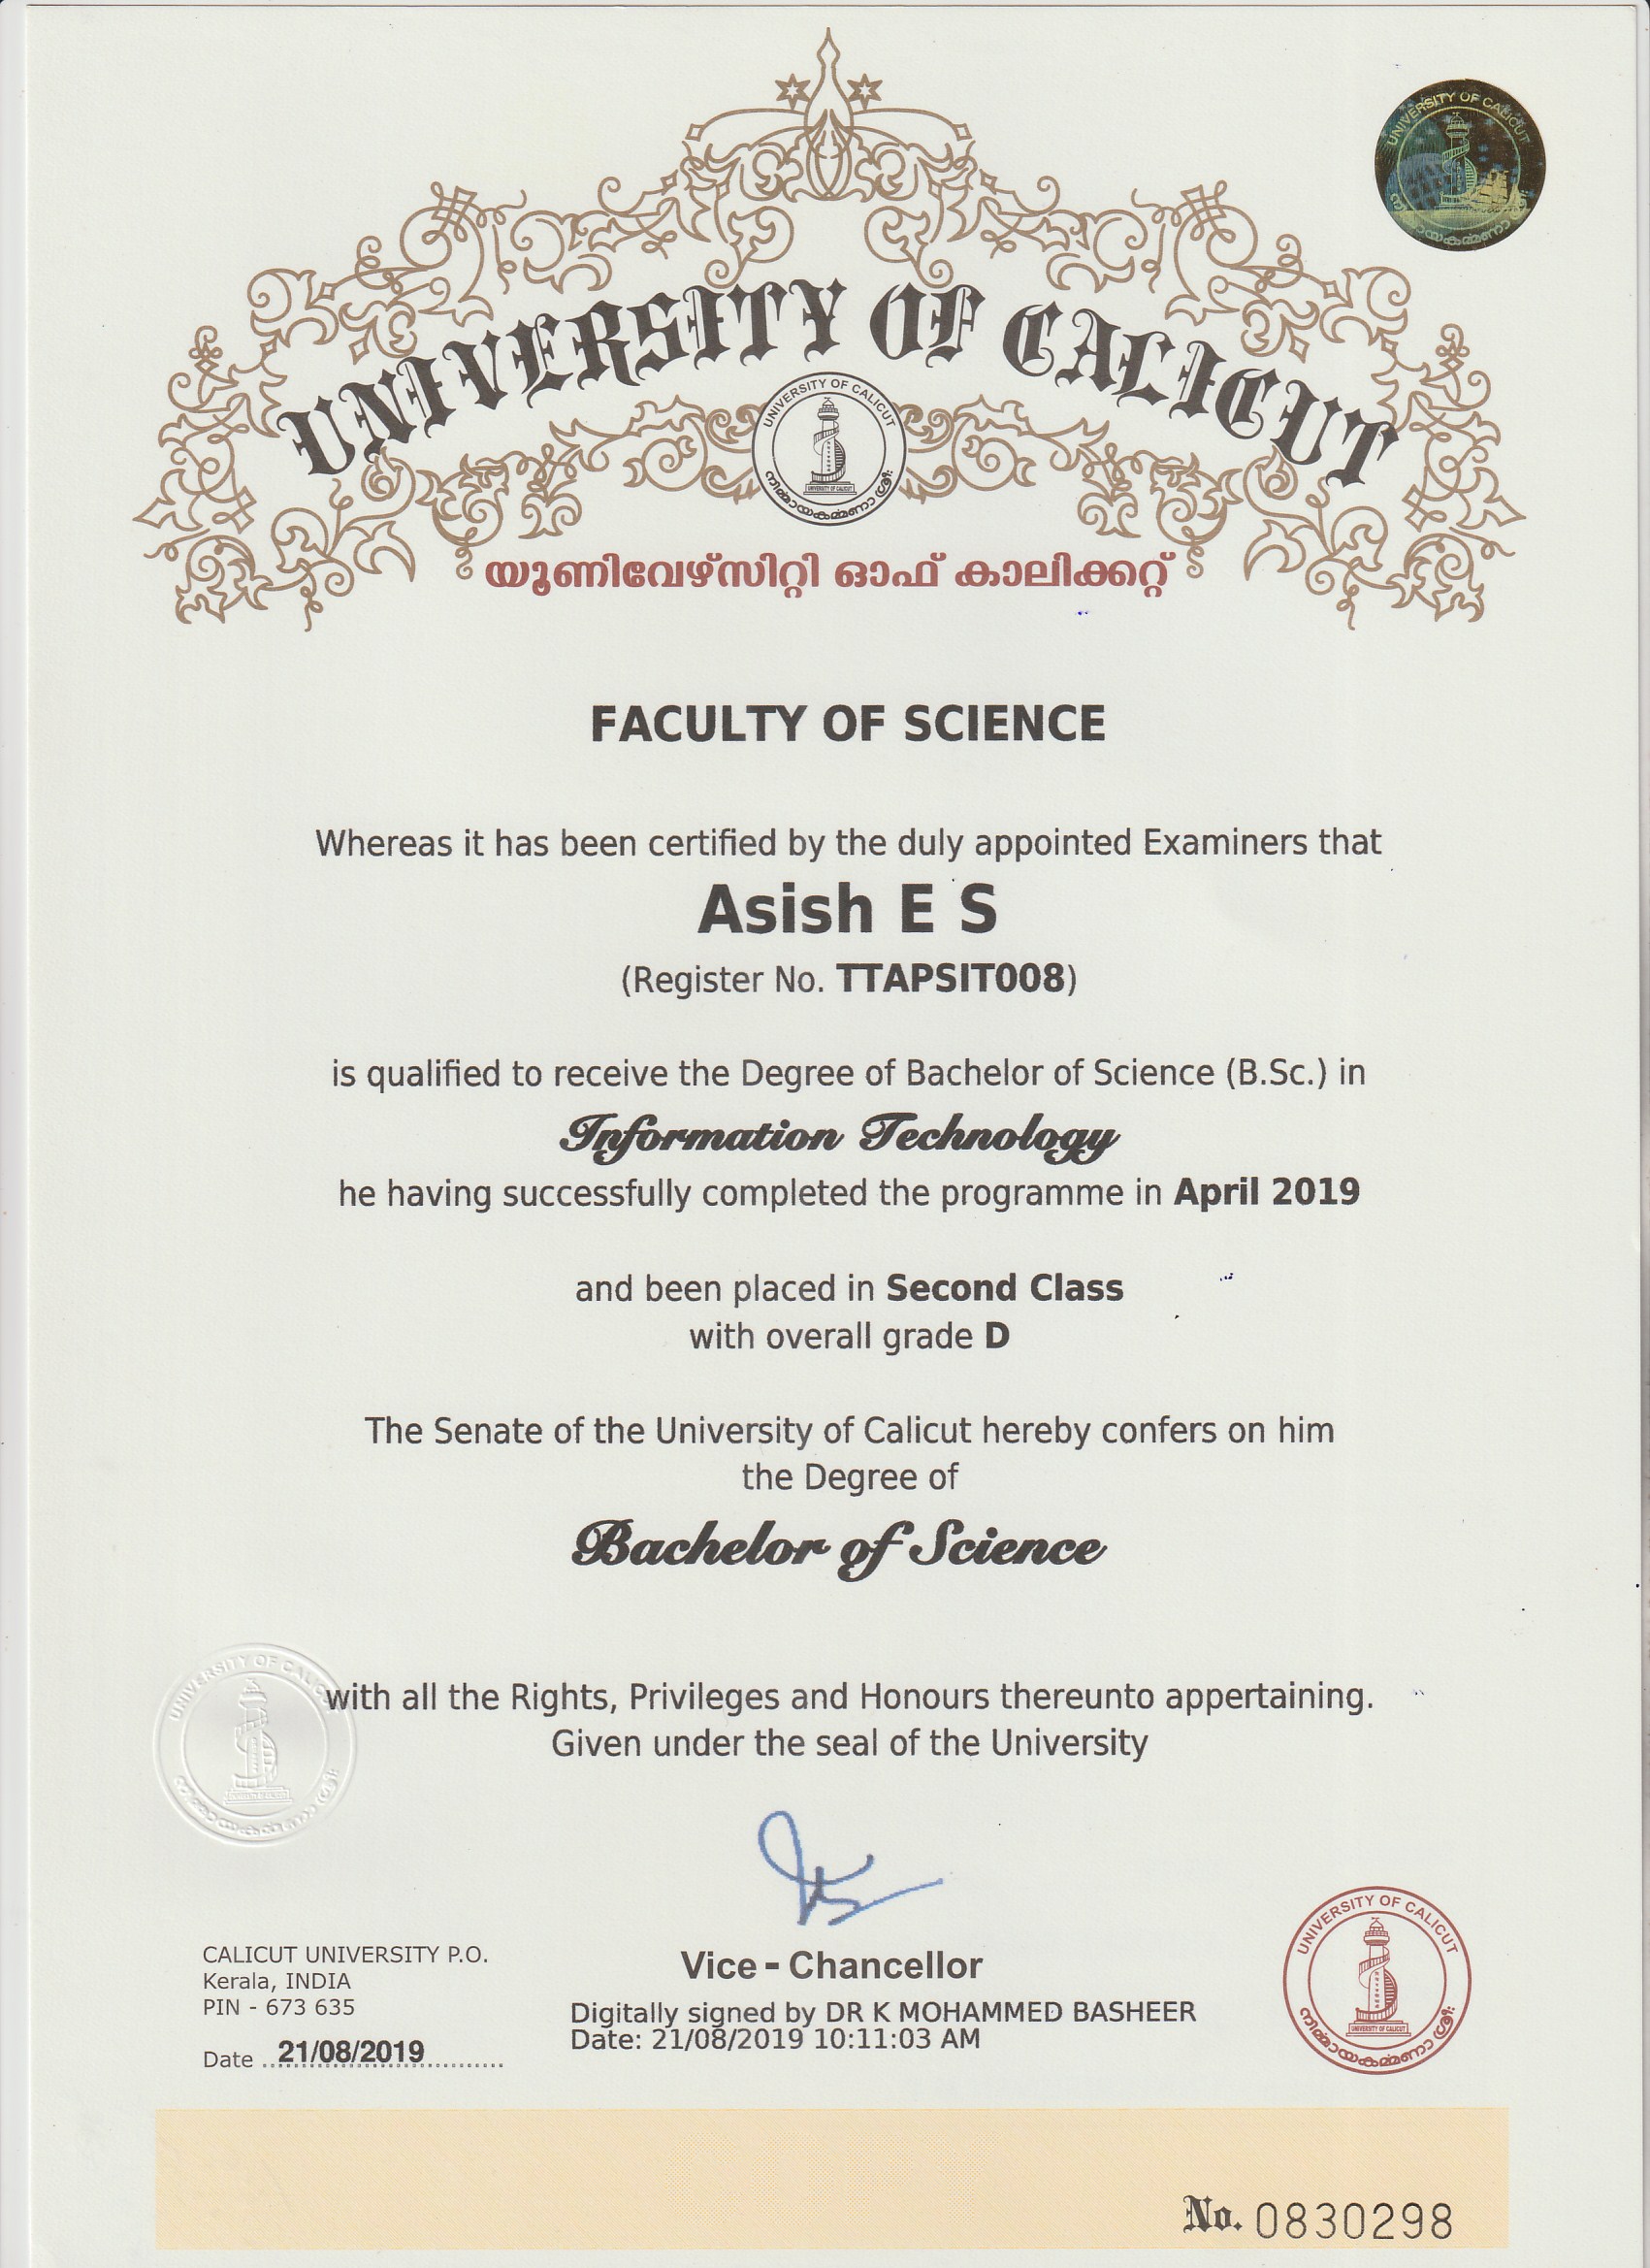 UNIVERSITY OF CALICUT
UNIVERSITY OF CALICUT
UNIVERSITY OF CALICUT
UNIVERSITY OF CALICUT
യൂണിവേഴ്സിറ്റി ഓഫ് കാലിക്കറ്റ്
FACULTY OF SCIENCE
Whereas it has been certified by the duly appointed Examiners that
Asish E S
(Register No. TTAPSIT008)
is qualified to receive the Degree of Bachelor of Science (B.Sc.) in
Information Technology
he having successfully completed the programme in April 2019
and been placed in Second Class
with overall grade D
The Senate of the University of Calicut hereby confers on him
the Degree of
Bachelor of Science
UNIVERSITY OF CALICUT
with all the Rights, Privileges and Honours thereunto appertaining.
Given under the seal of the University
Vice - Chancellor
Digitally signed by DR K MOHAMMED BASHEER
Date: 21/08/2019 10:11:03 AM
CALICUT UNIVERSITY P.O.
Kerala, INDIA
PIN - 673 635
Date 21/08/2019
UNIVERSITY OF CALICUT
UNIVERSITY OF CALICUT
No. 0830298